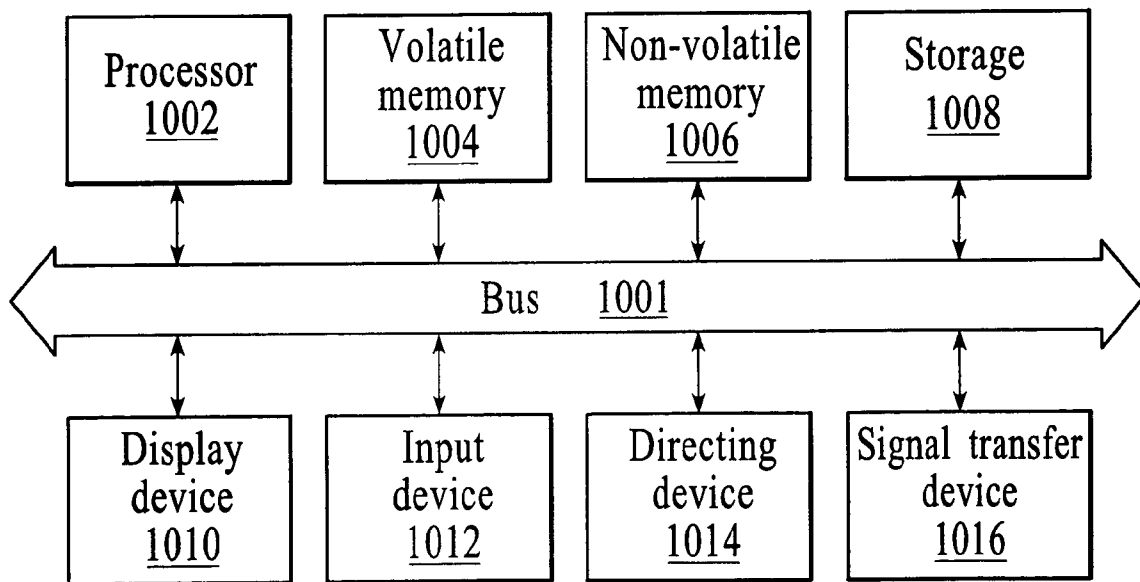 Processor
1002
Volatile
memory
1004
Non-volatile
memory
1006
Storage
1008
Bus 1001
Display
device
1010
Input
device
1012
Directing
device
1014
Signal transfer
device
1016